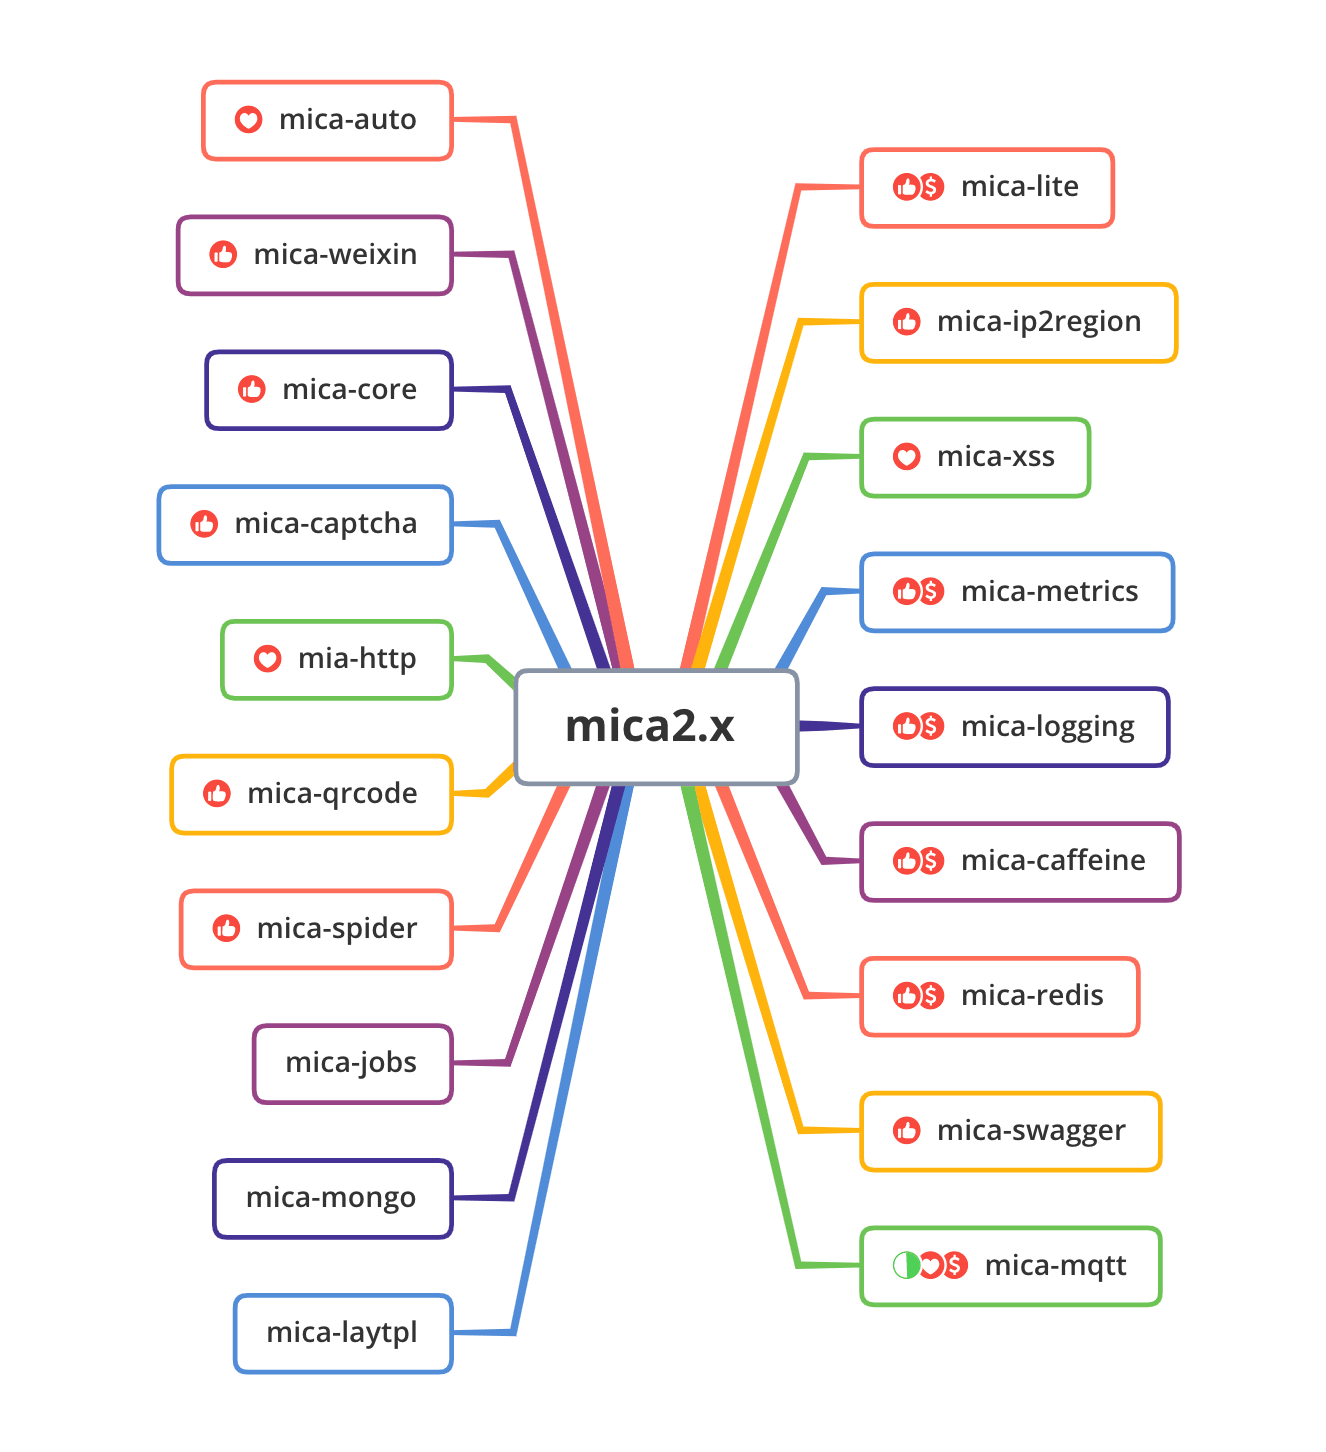 mica-auto
mica-weixin
mica-core
mica-captcha
mia-http
mica-qrcode
mica-spider
mica-jobs
mica-mongo
mica-laytpl
mica2.x
mica-lite
mica-ip2region
mica-xss
mica-metrics
mica-logging
mica-caffeine
mica-redis
mica-swagger
mica-mqtt